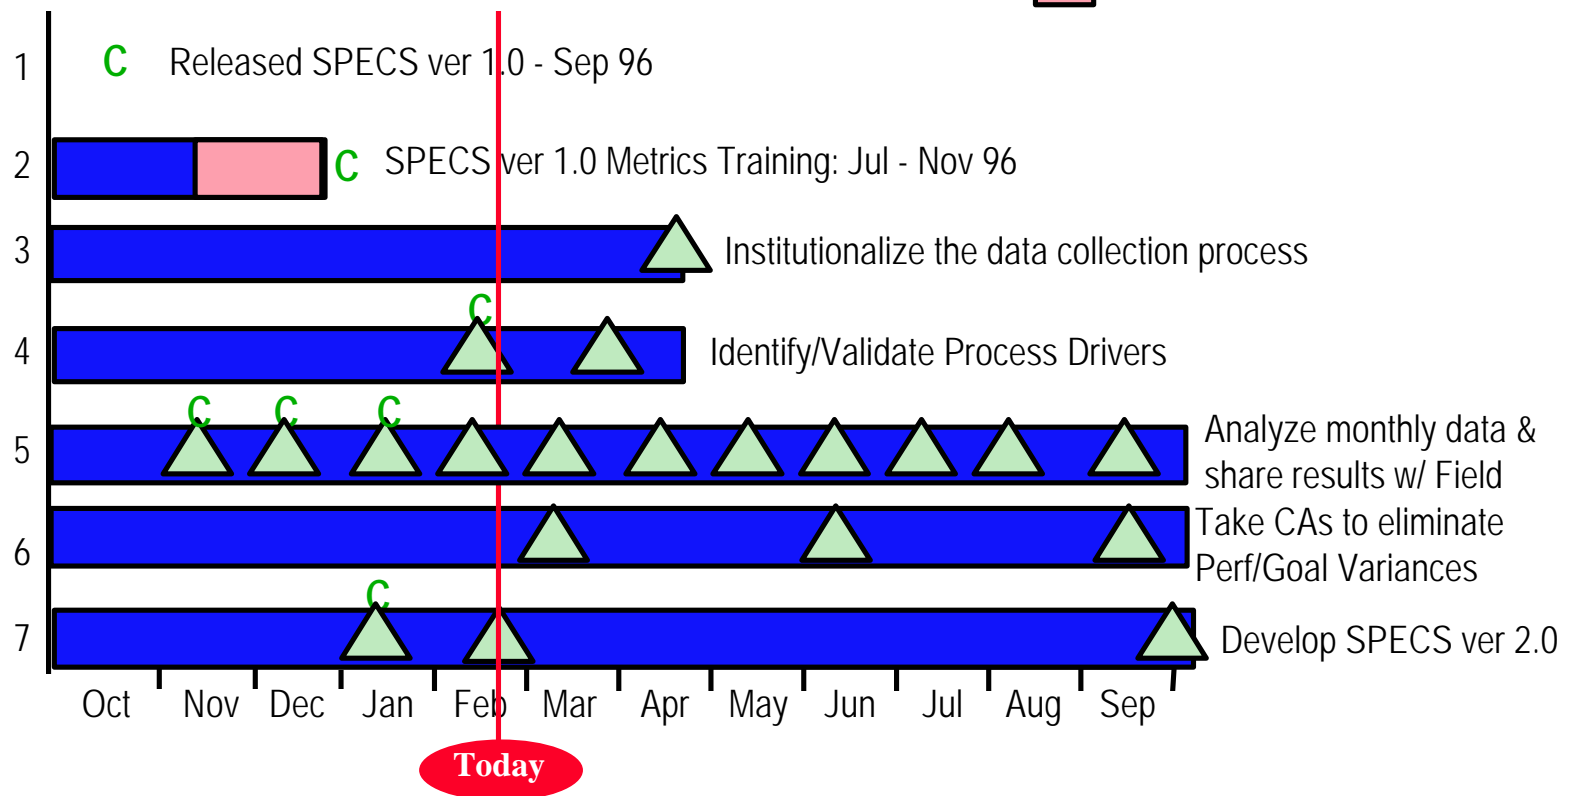 1 C Released SPECS ver 1.0 - Sep 96
2 C SPECS ver 1.0 Metrics Training: Jul - Nov 96
3 Institutionalize the data collection process
C
4 Identify/Validate Process Drivers
C C C
5 Analyze monthly data &
share results w/ Field
6 Take CAs to eliminate
Perf/Goal Variances
C
7 Develop SPECS ver 2.0
Oct Nov Dec Jan Feb Mar Apr May Jun Jul Aug Sep
Today